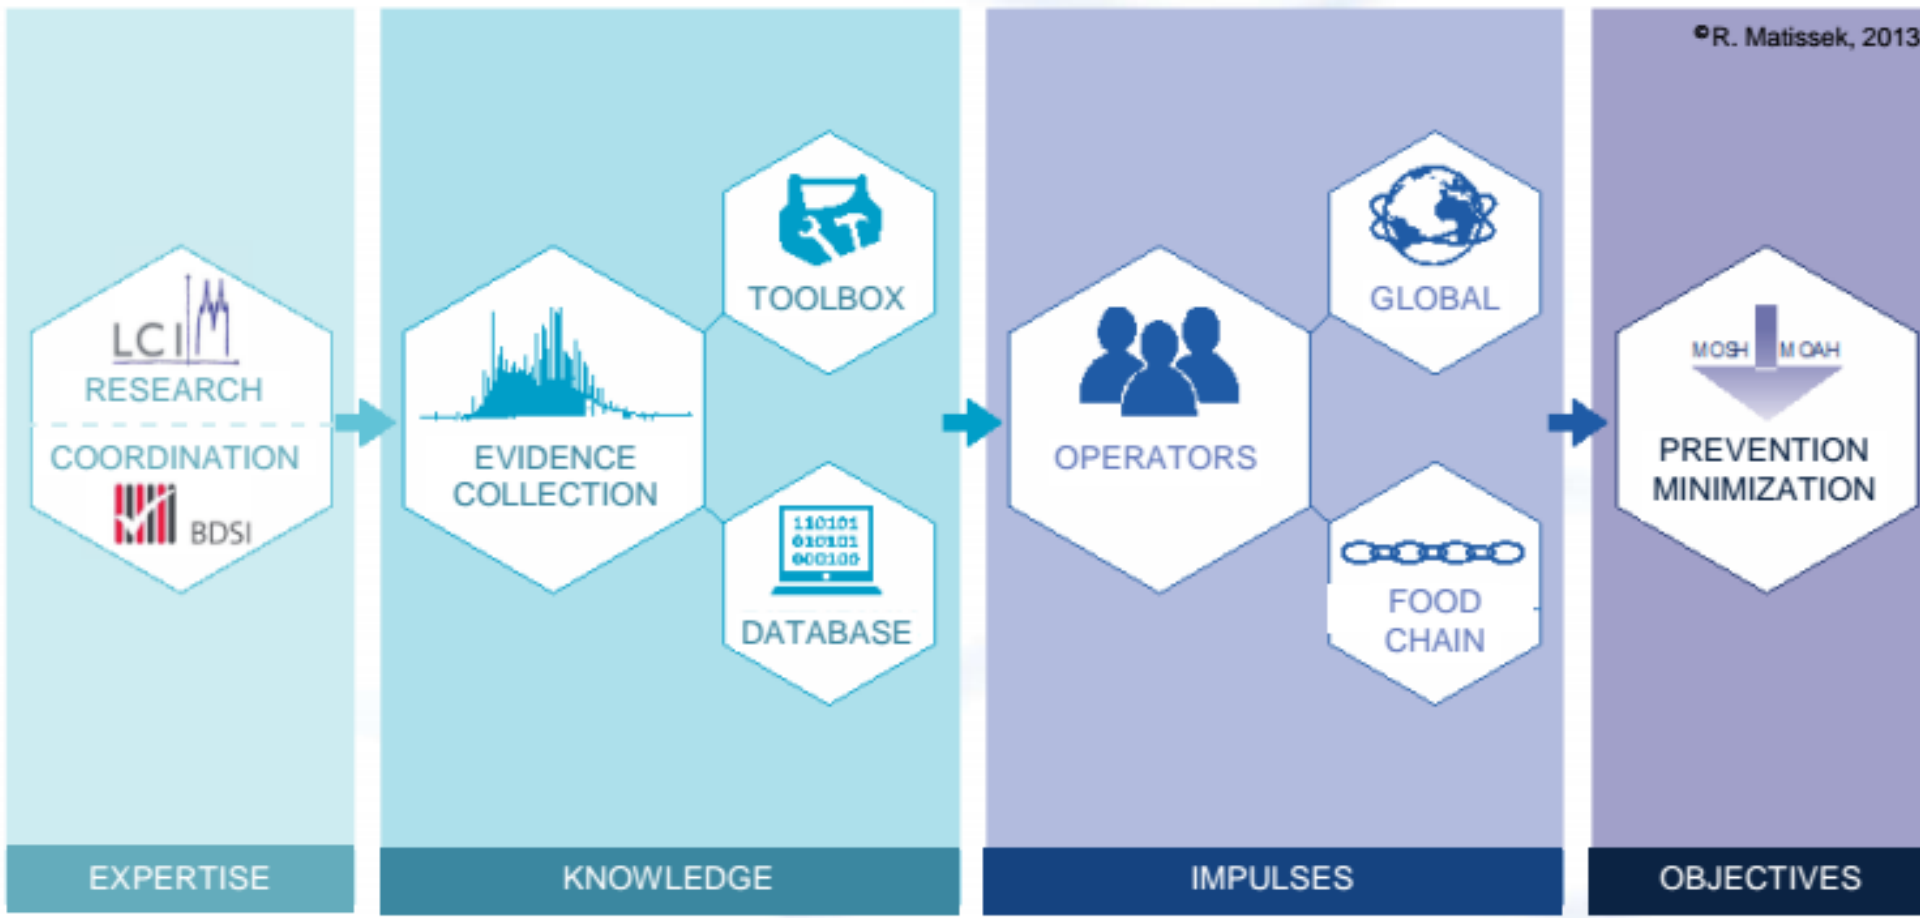 ©R. Matissek, 2013
LCI
RESEARCH
COORDINATION
BDSI
EXPERTISE
TOOLBOX
EVIDENCE
COLLECTION
110101
010101
000100
DATABASE
KNOWLEDGE
GLOBAL
OPERATORS
FOOD
CHAIN
IMPULSES
MOSH MOAH
PREVENTION
MINIMIZATION
OBJECTIVES